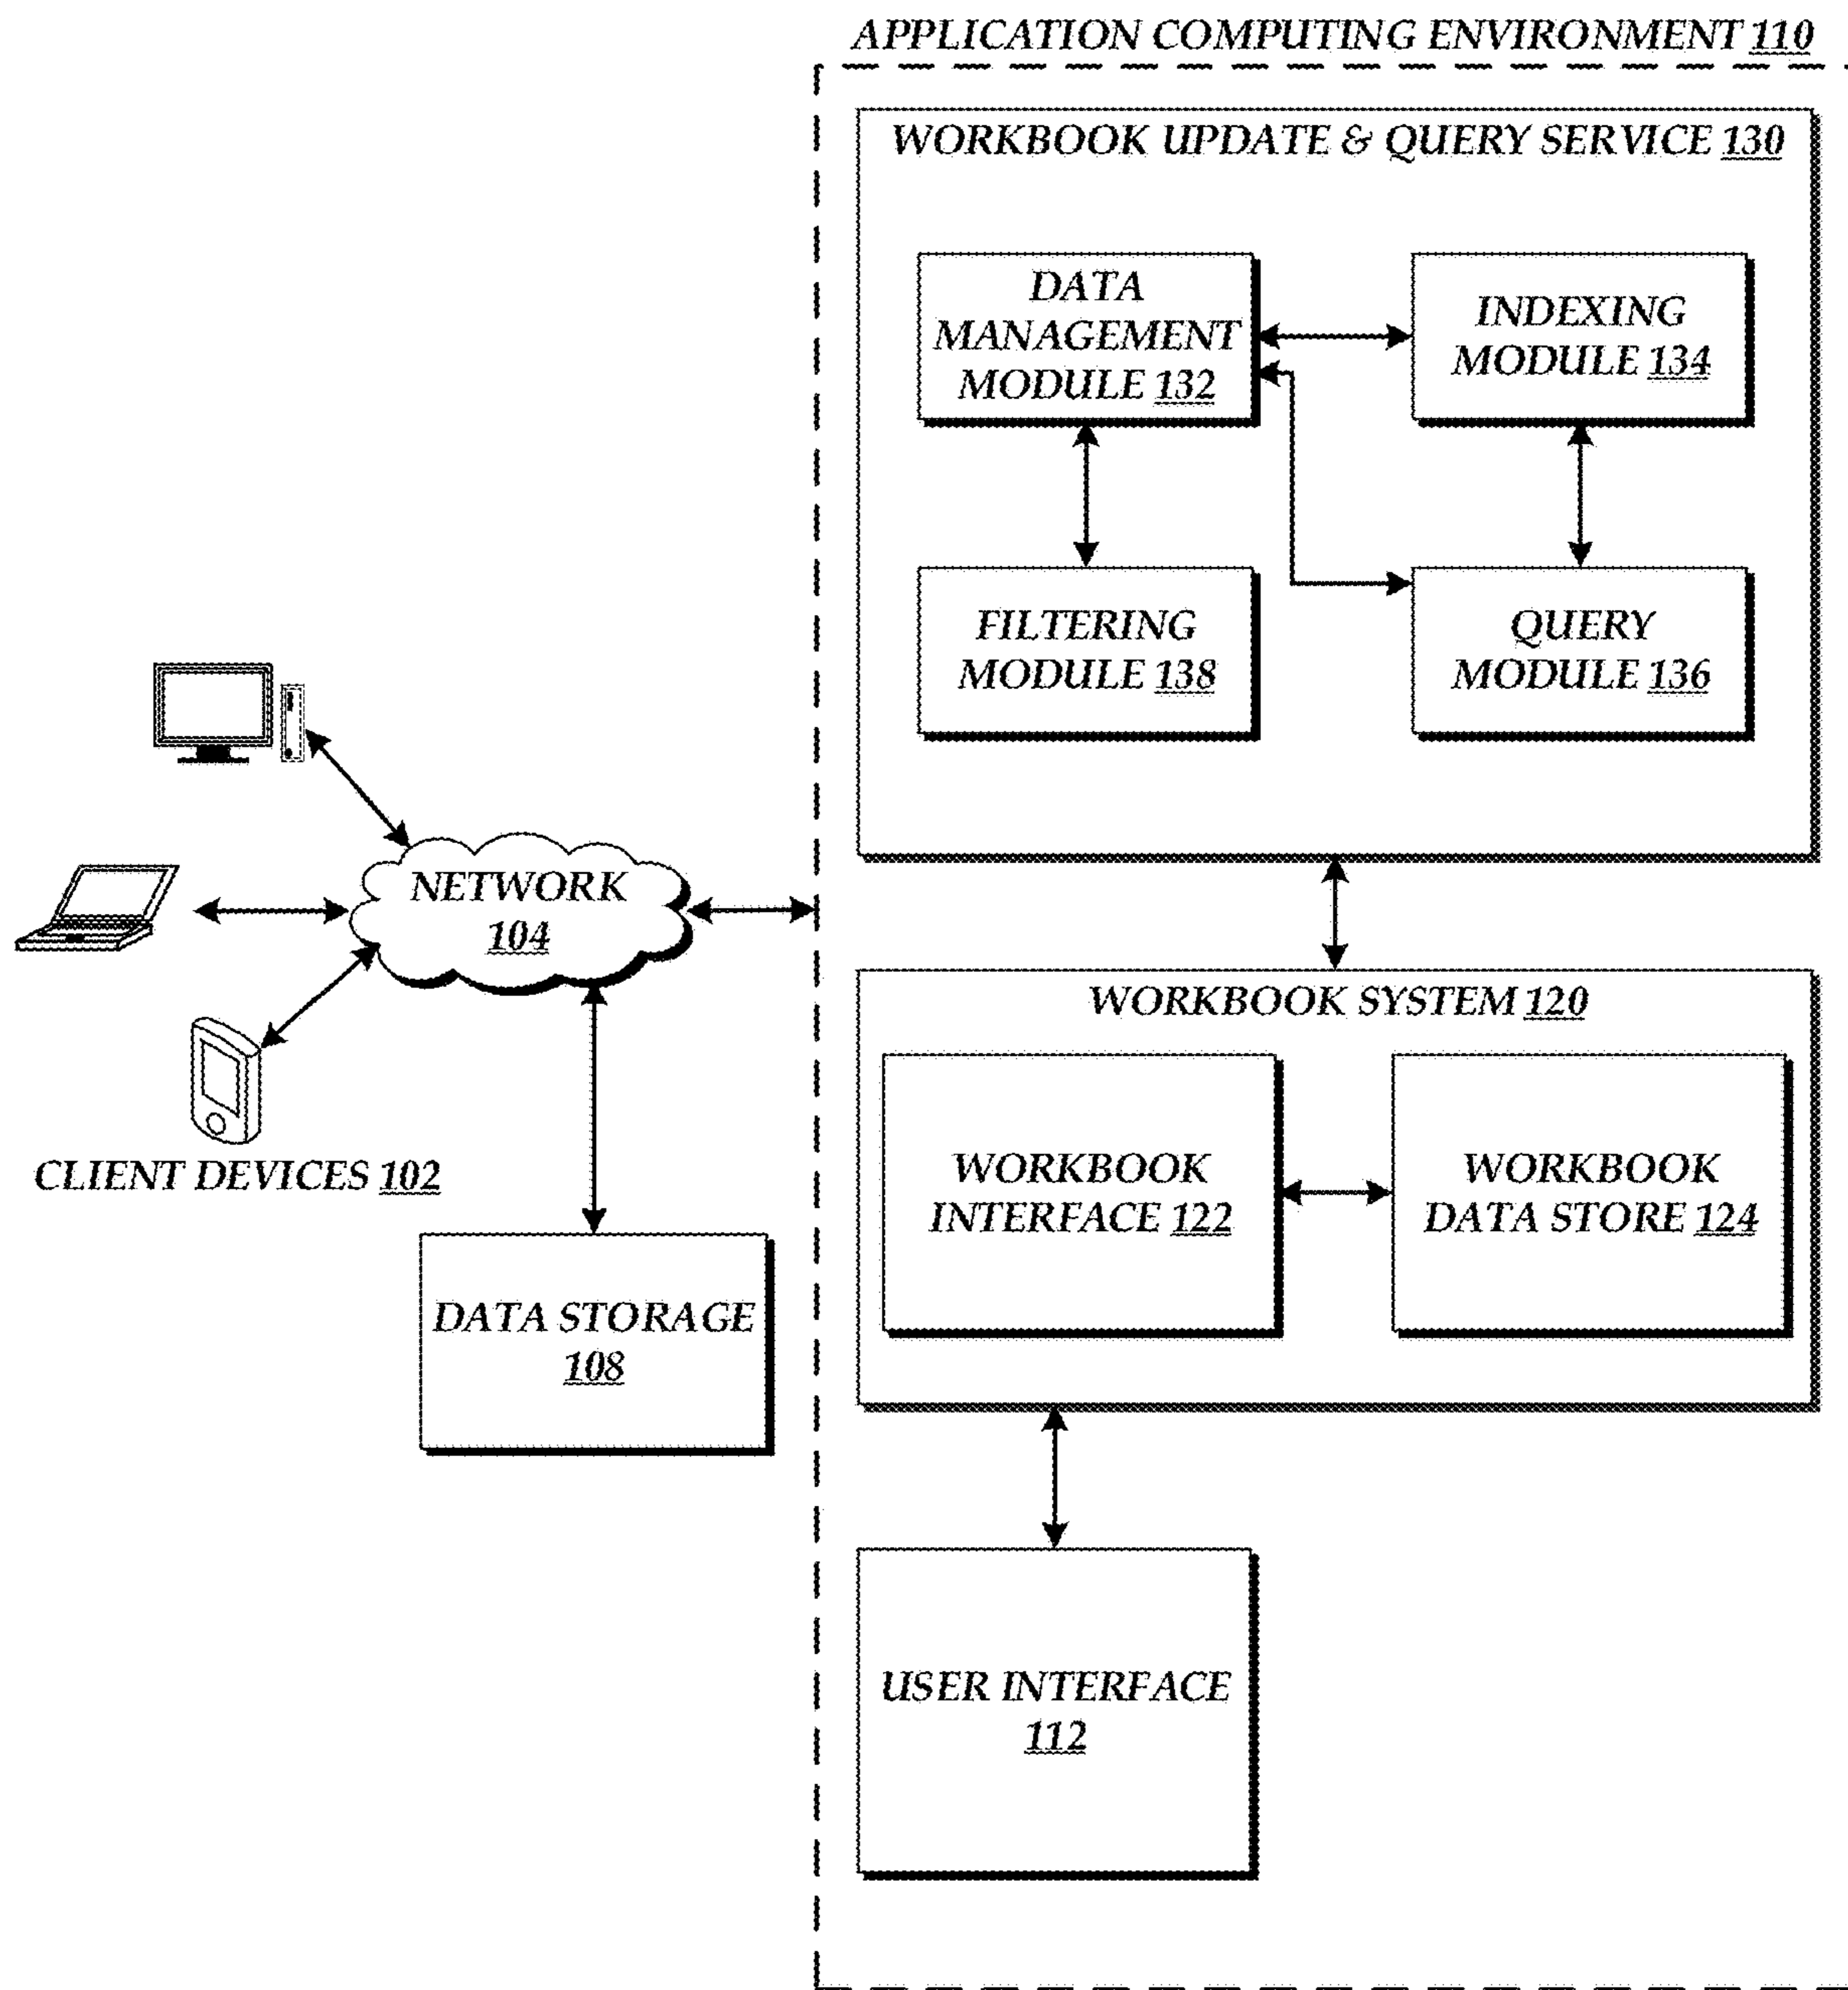 APPLICATION COMPUTING ENVIRONMENT 110
WORKBOOK UPDATE & QUERY SERVICE 130
DATA
MANAGEMENT
MODULE 132
INDEXING
MODULE 134
FILTERING
MODULE 138
QUERY
MODULE 136
NETWORK
104
CLIENT DEVICES 102
DATA STORAGE
108
WORKBOOK SYSTEM 120
WORKBOOK
INTERFACE 122
WORKBOOK
DATA STORE 124
USER INTERFACE
112